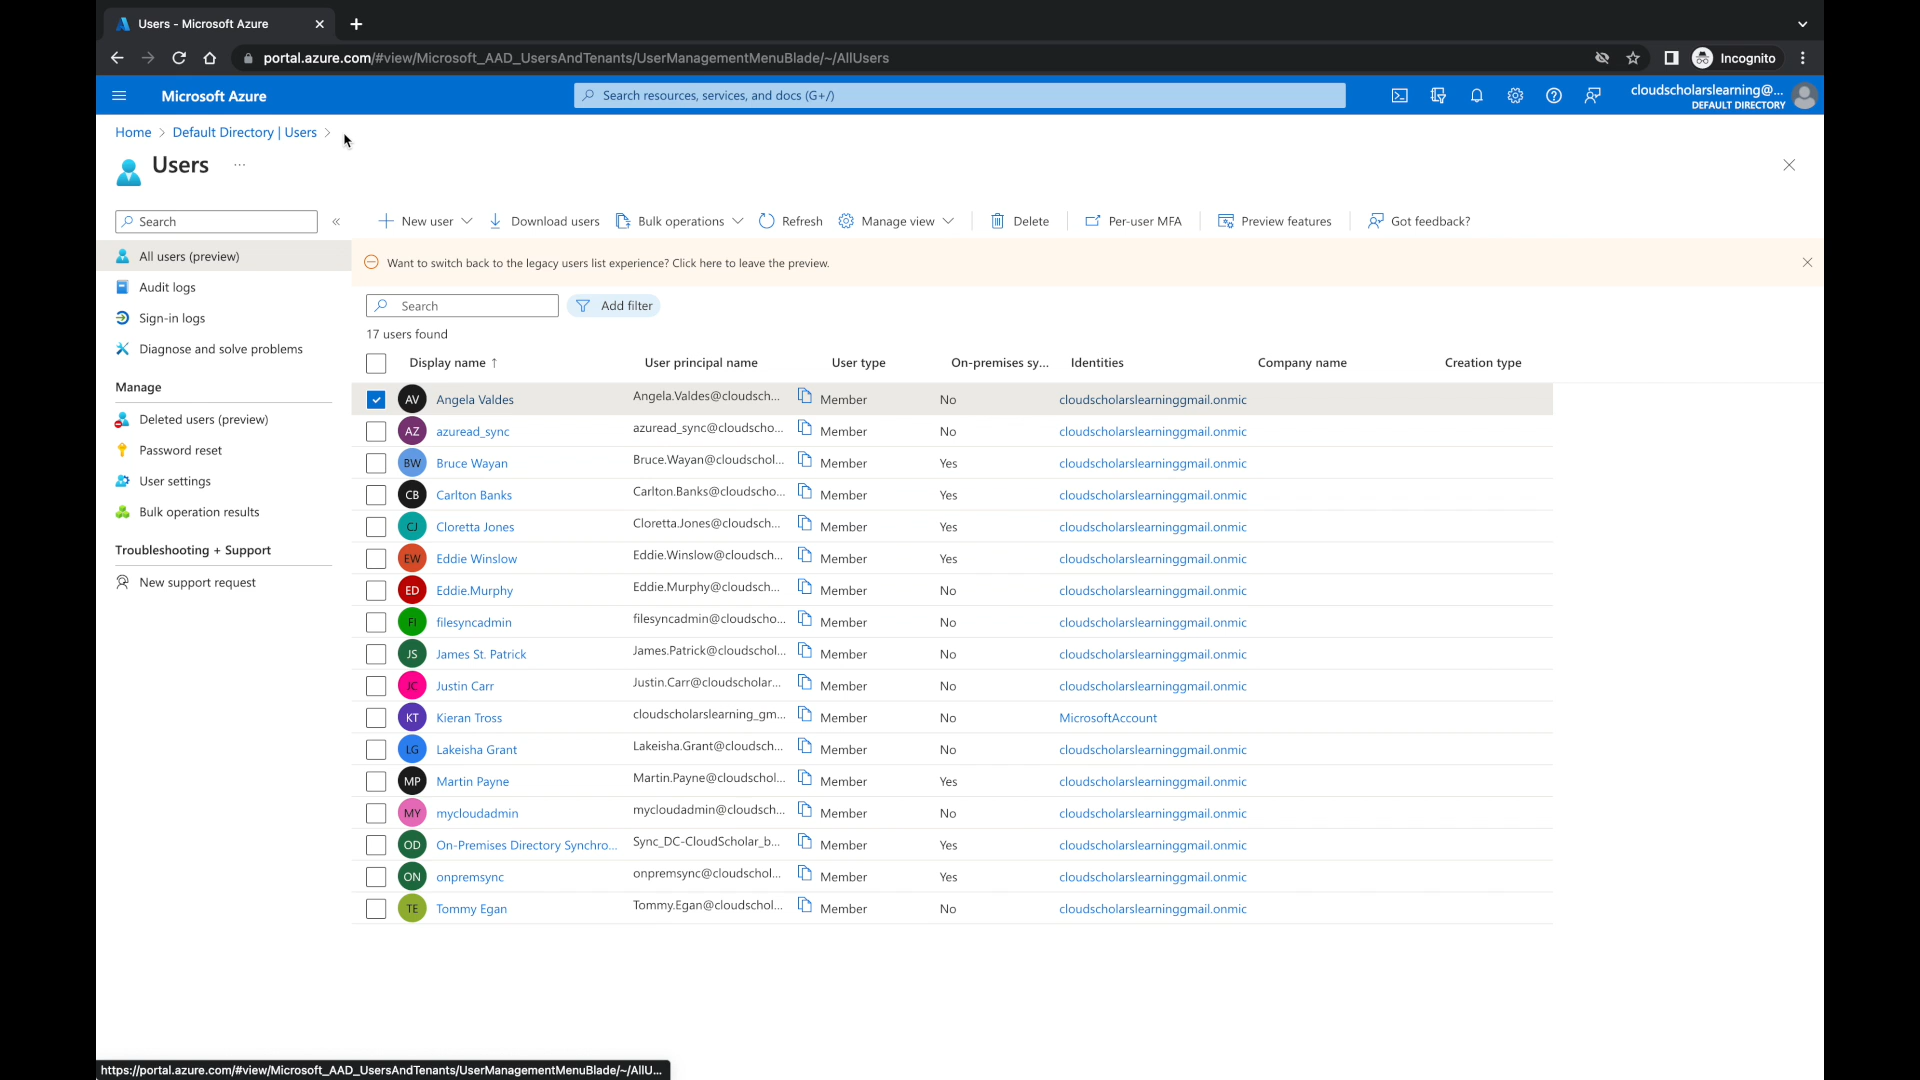 Users - Microsoft Azure
portal.azure.com/#view/Microsoft_AAD_UsersAndTenants/UserManagementMenuBlade/~/AllUsers
Incognito
Microsoft Azure
Search resources, services, and docs (G+/)
cloudscholarslearning@...
DEFAULT DIRECTORY
Home > Default Directory | Users >
Users ...
Search
«
New user
Download users
Bulk operations
Refresh
Manage view
Delete
Per-user MFA
Preview features
Got feedback?
All users (preview)
Audit logs
Sign-in logs
Diagnose and solve problems
Manage
Deleted users (preview)
Password reset
User settings
Bulk operation results
Troubleshooting + Support
New support request
Want to switch back to the legacy users list experience? Click here to leave the preview.
Search
Add filter
17 users found
Display name ↑ User principal name User type On-premises sy... Identities Company name Creation type
AV Angela Valdes Angela.Valdes@cloudsch... Member No cloudscholarslearninggmail.onmic
AZ azuread_sync azuread_sync@cloudscho... Member No cloudscholarslearninggmail.onmic
BW Bruce Wayan Bruce.Wayan@cloudschol... Member Yes cloudscholarslearninggmail.onmic
CB Carlton Banks Carlton.Banks@cloudscho... Member Yes cloudscholarslearninggmail.onmic
CJ Cloretta Jones Cloretta.Jones@cloudsch... Member Yes cloudscholarslearninggmail.onmic
EW Eddie Winslow Eddie.Winslow@cloudsch... Member Yes cloudscholarslearninggmail.onmic
ED Eddie.Murphy Eddie.Murphy@cloudsch... Member No cloudscholarslearninggmail.onmic
FI filesyncadmin filesyncadmin@cloudscho... Member No cloudscholarslearninggmail.onmic
JS James St. Patrick James.Patrick@cloudschol... Member No cloudscholarslearninggmail.onmic
JC Justin Carr Justin.Carr@cloudscholar... Member No cloudscholarslearninggmail.onmic
KT Kieran Tross cloudscholarslearning_gm... Member No MicrosoftAccount
LG Lakeisha Grant Lakeisha.Grant@cloudsch... Member No cloudscholarslearninggmail.onmic
MP Martin Payne Martin.Payne@cloudschol... Member Yes cloudscholarslearninggmail.onmic
MY mycloudadmin mycloudadmin@cloudsch... Member No cloudscholarslearninggmail.onmic
OD On-Premises Directory Synchro... Sync_DC-CloudScholar_b... Member Yes cloudscholarslearninggmail.onmic
ON onpremsync onpremsync@cloudschol... Member Yes cloudscholarslearninggmail.onmic
TE Tommy Egan Tommy.Egan@cloudschol... Member No cloudscholarslearninggmail.onmic
https://portal.azure.com/#view/Microsoft_AAD_UsersAndTenants/UserManagementMenuBlade/~/AllU...